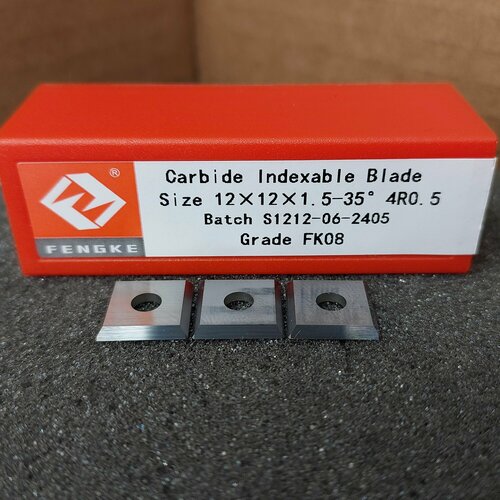 Carbide Indexable Blade
Size 12×12×1.5-35° 4R0.5
Batch S1212-06-2405
Grade FK08
®
FENGKE